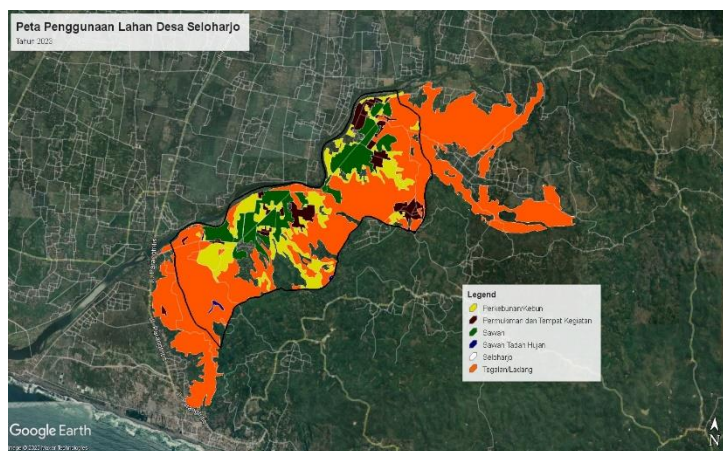 Peta Penggunaan Lahan Desa Seloharjo
Tahun 2023
Legend
Perkebunan/Kebun
Permukiman dan Tempat Kegiatan
Sawah
Sawah Tadah Hujan
Seloharjo
Tegalan/Ladang
Google Earth
N